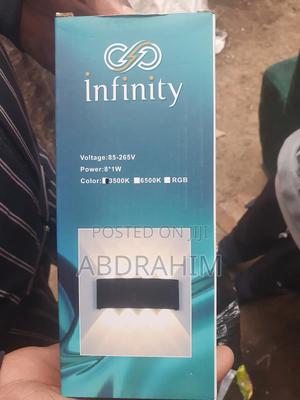 infinity
Voltage:85-265V
Power:8*1W
Color: 3500K 6500K RGB
POSTED ON JIJI
ABDRAHIM